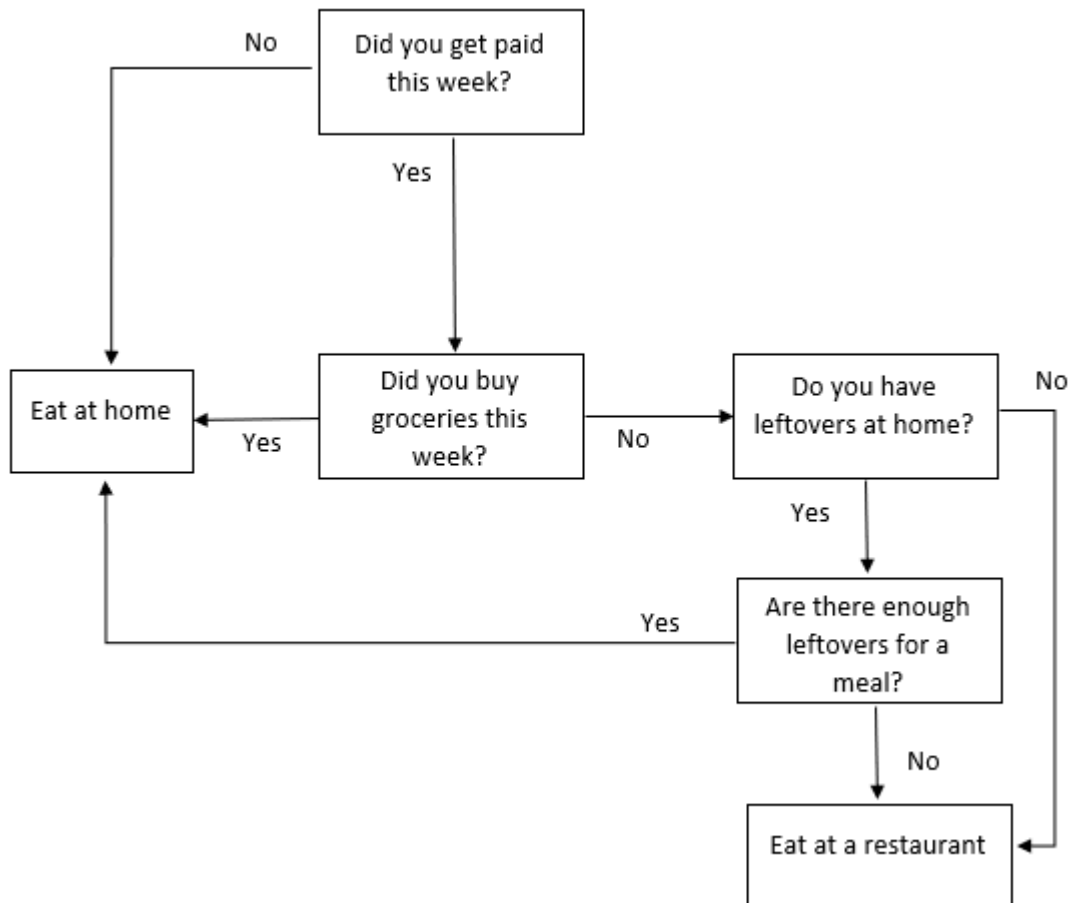 No
Did you get paid
this week?
Yes
Eat at home
Yes
Did you buy
groceries this
week?
No
Do you have
leftovers at home?
No
Yes
Yes
Are there enough
leftovers for a
meal?
No
Eat at a restaurant